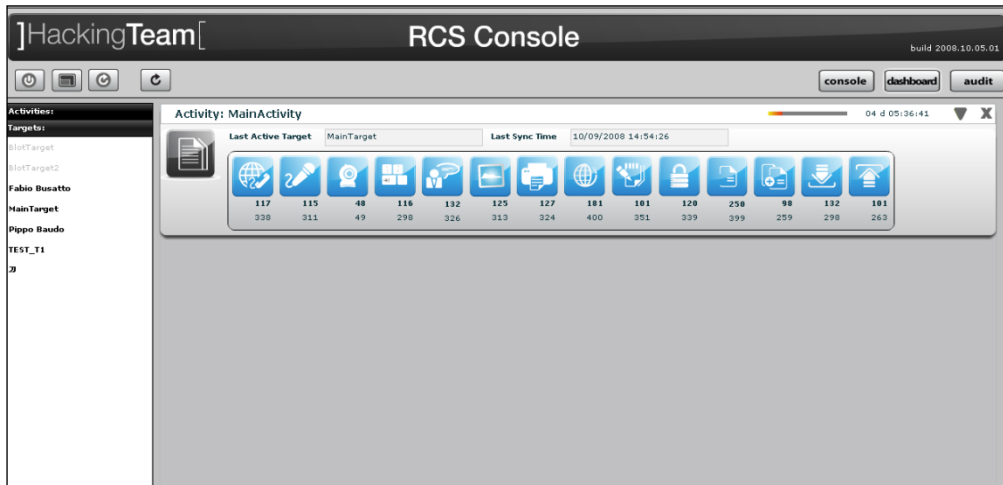 ]HackingTeam[
RCS Console
build 2008.10.05.01
console
dashboard
audit
Activities:
Targets:
BlotTarget
BlotTarget2
Fabio Busatto
MainTarget
Pippo Baudo
TEST_T1
Activity: MainActivity
04 d 05:36:41
X
Last Active Target MainTarget Last Sync Time 10/09/2008 14:54:26
117 115 48 116 132 125 127 181 101 120 250 98 132 101
338 311 49 298 326 313 324 400 351 339 399 259 298 263